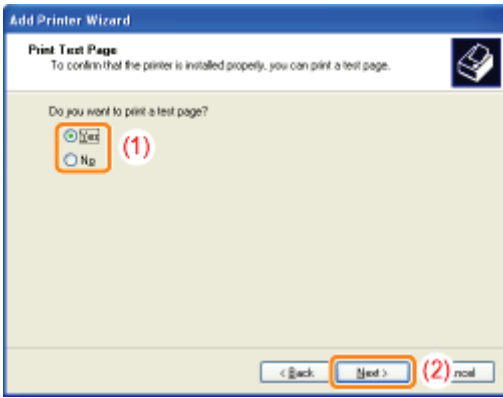 Add Printer Wizard
Print Test Page
To confirm that the printer is installed properly, you can print a test page.
Do you want to print a test page?
Yes
No
(1)
< Back
Next >
(2)
ncel